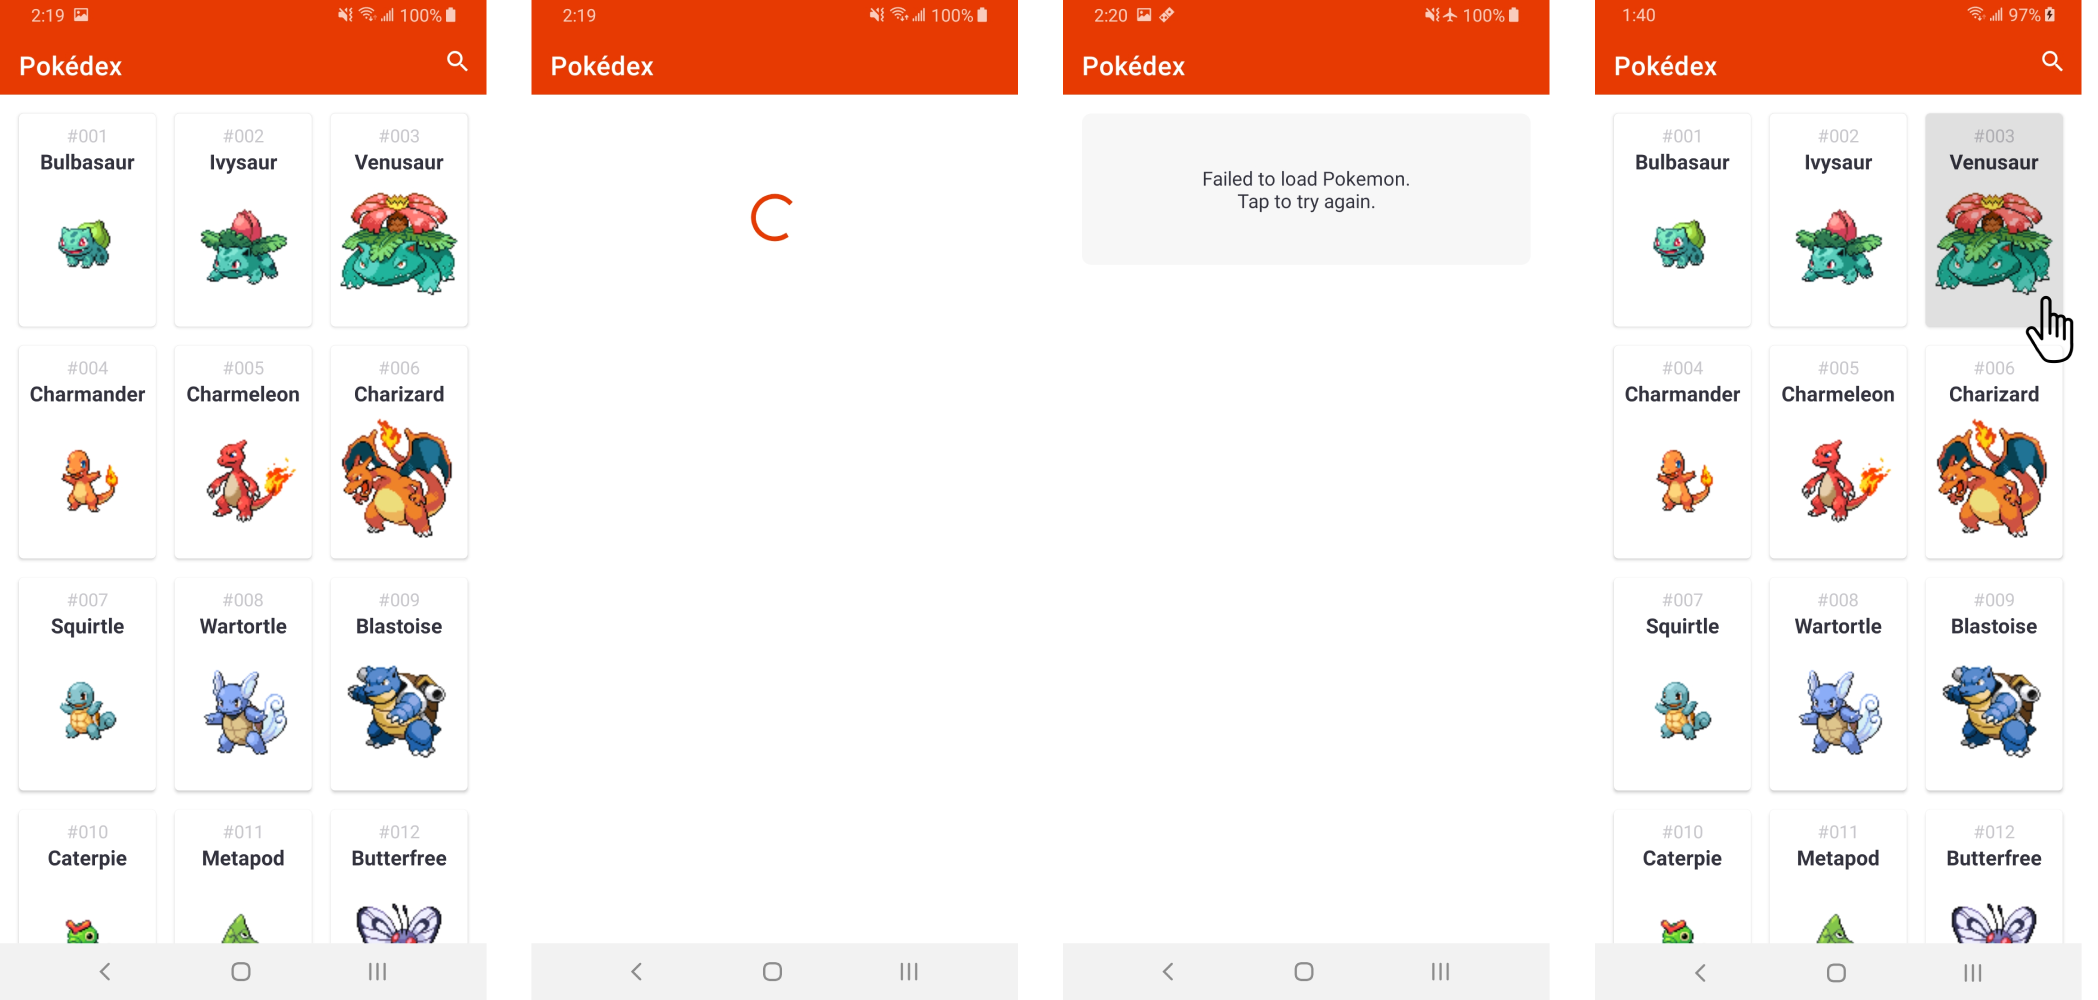 2:19 100%
Pokédex
#001 #002 #003
Bulbasaur Ivysaur Venusaur
#004 #005 #006
Charmander Charmeleon Charizard
#007 #008 #009
Squirtle Wartortle Blastoise
#010 #011 #012
Caterpie Metapod Butterfree
2:19 100%
Pokédex
2:20 100%
Pokédex
Failed to load Pokemon.
Tap to try again.
1:40 97%
Pokédex
#001 #002 #003
Bulbasaur Ivysaur Venusaur
#004 #005 #006
Charmander Charmeleon Charizard
#007 #008 #009
Squirtle Wartortle Blastoise
#010 #011 #012
Caterpie Metapod Butterfree